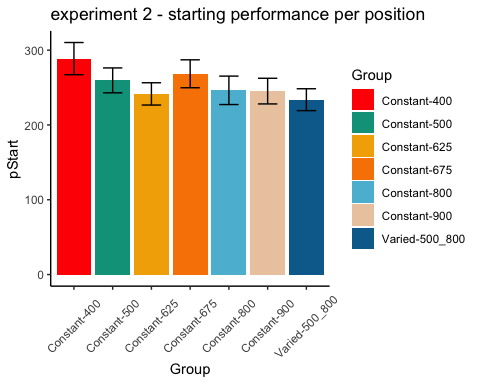 experiment 2 - starting performance per position
300
200
100
0
pStart
Constant-400
Constant-500
Constant-625
Constant-675
Constant-800
Constant-900
Varied-500_800
Group
Group
Constant-400
Constant-500
Constant-625
Constant-675
Constant-800
Constant-900
Varied-500_800